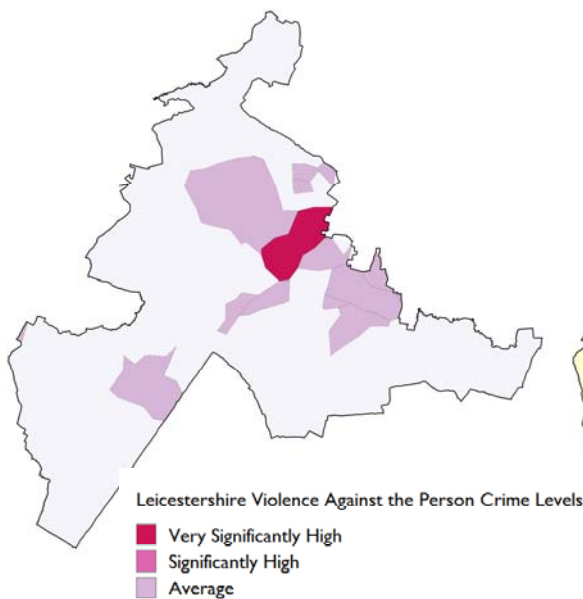 Leicestershire Violence Against the Person Crime Levels
Very Significantly High
Significantly High
Average